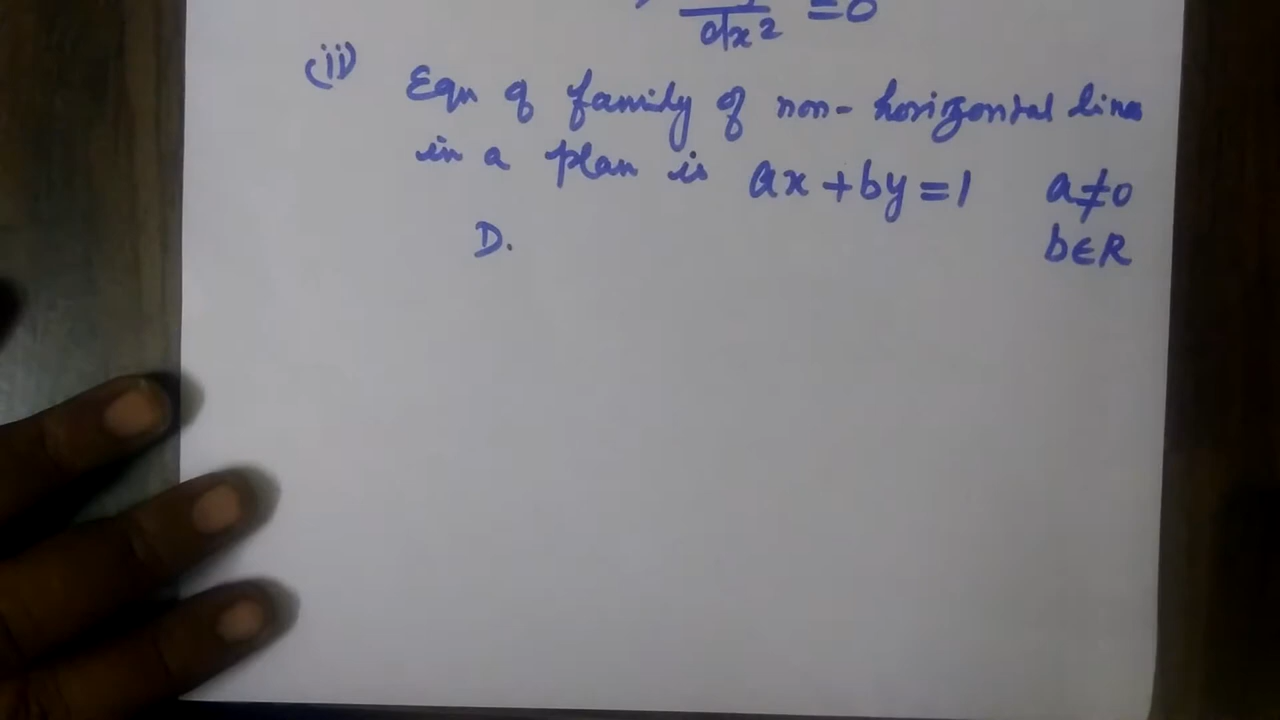 dx² = 0
(ii) Eqn of family of non-horizontal lines
in a plan is ax + by = 1 a≠0
D. b∈R